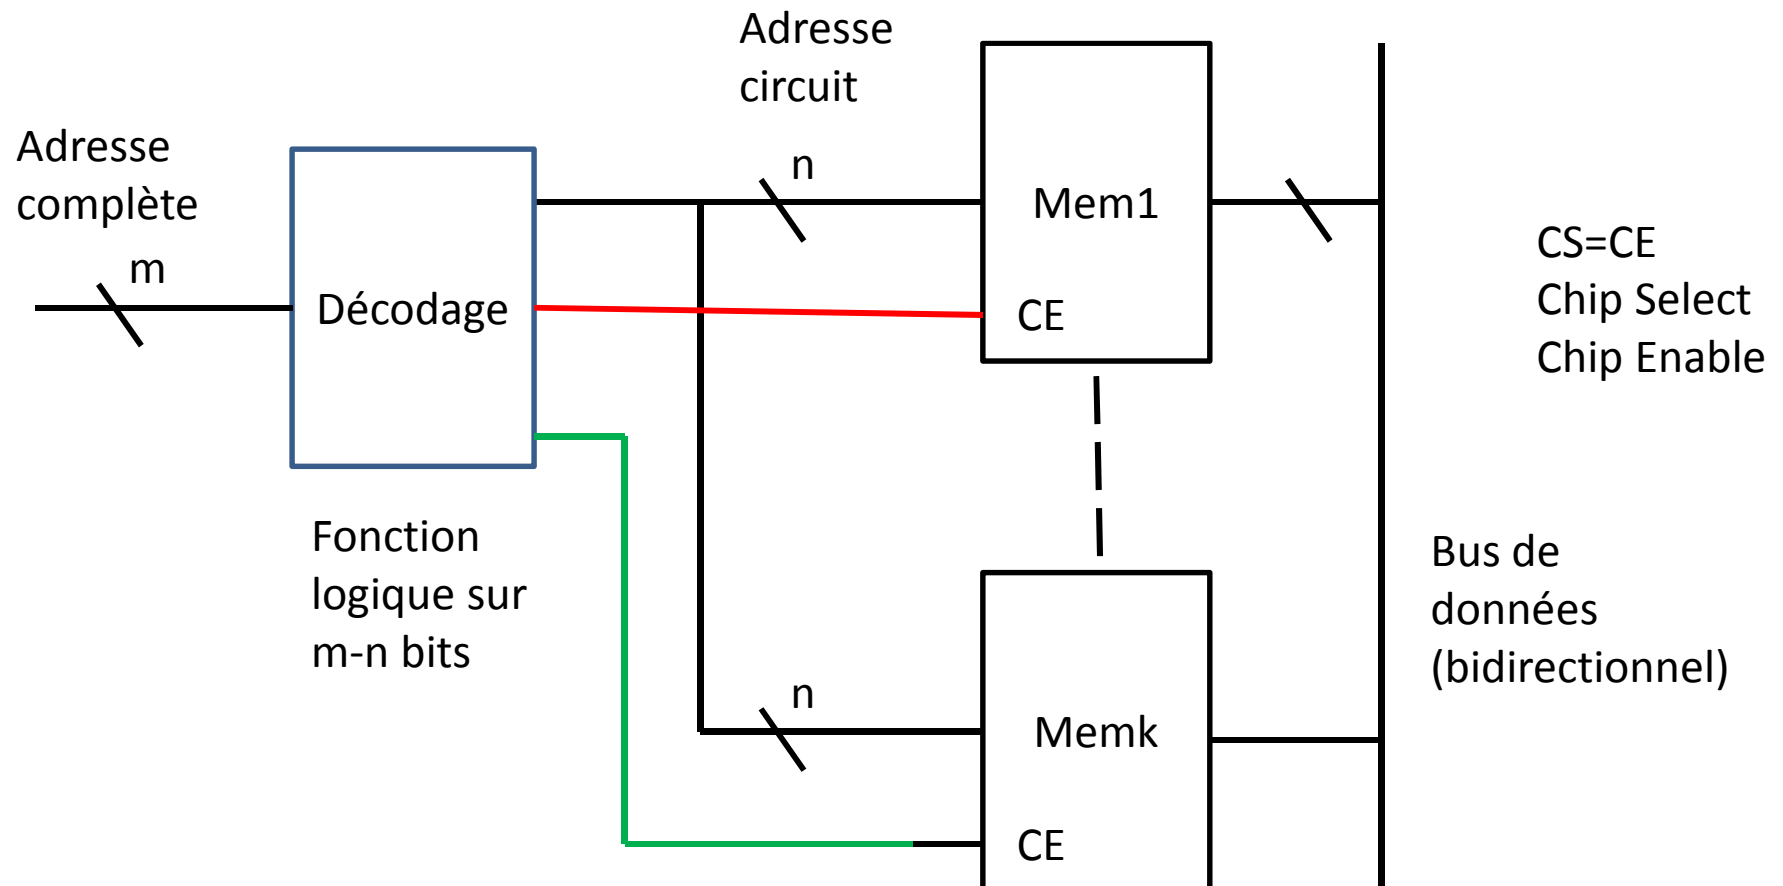 Adresse
circuit
Adresse
complète
m
n
Décodage
Mem1
CE
CS=CE
Chip Select
Chip Enable
Fonction
logique sur
m-n bits
Bus de
données
(bidirectionnel)
n
Memk
CE